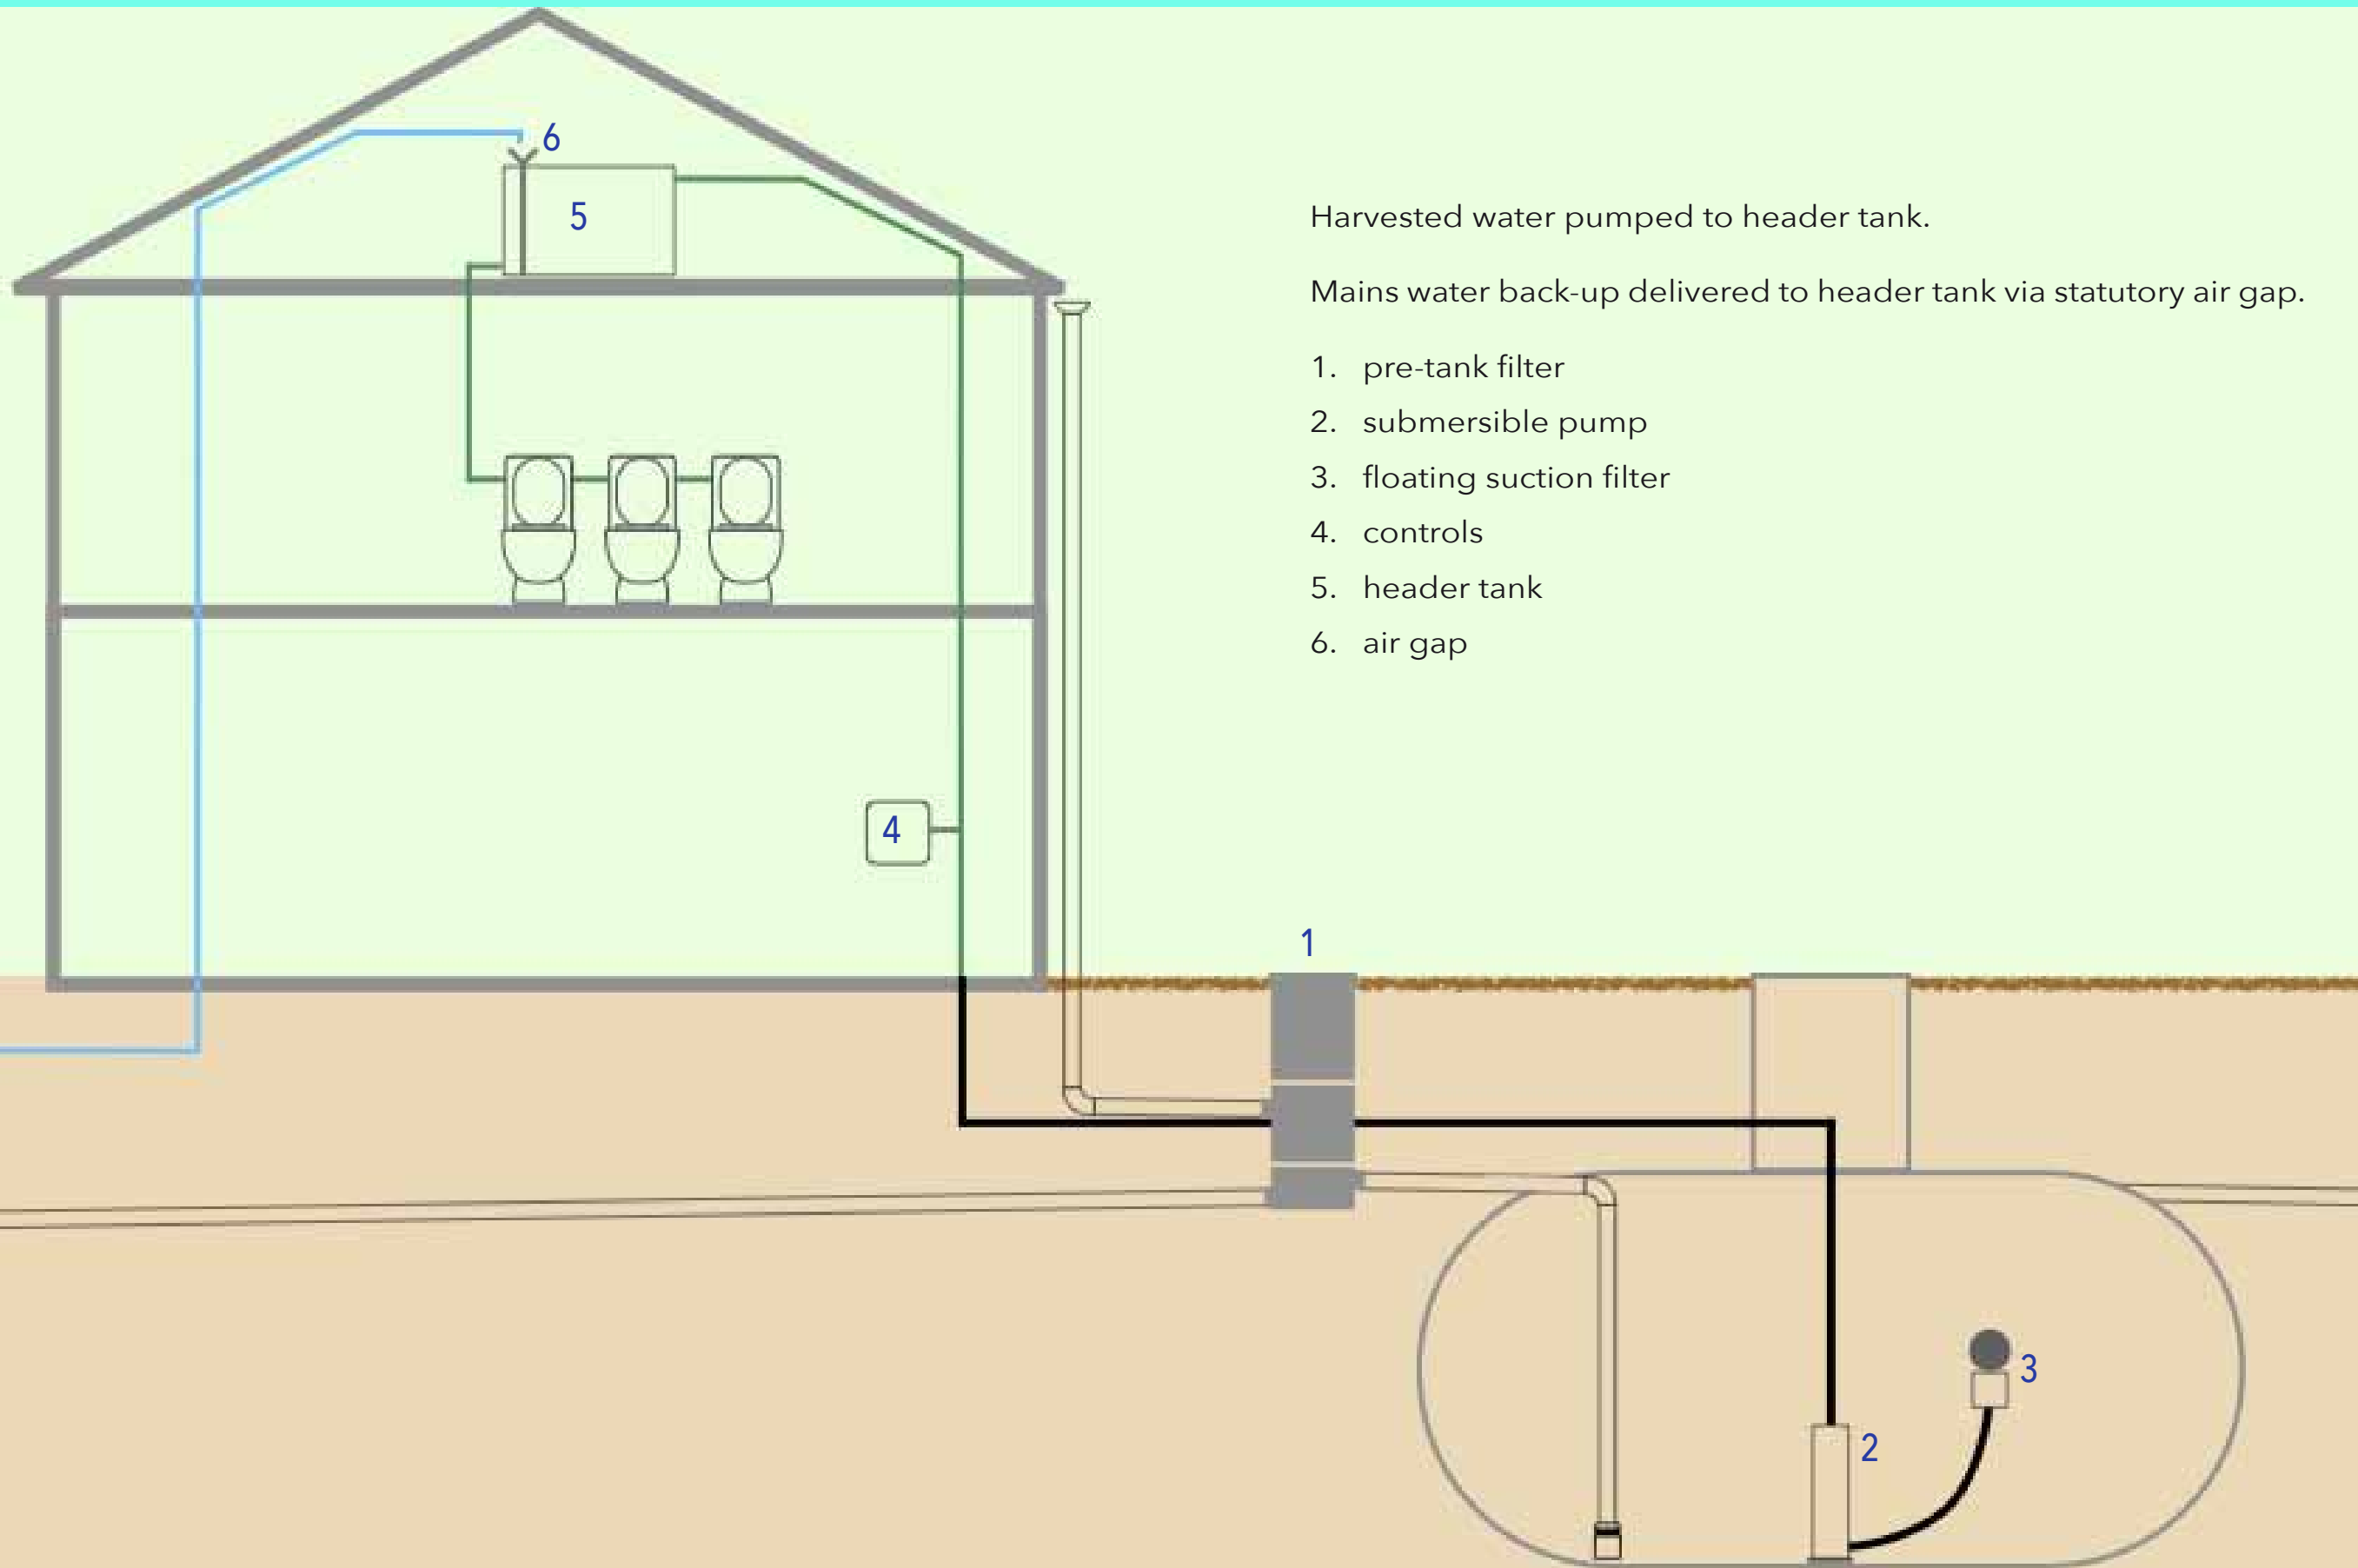 6
5
Harvested water pumped to header tank.
Mains water back-up delivered to header tank via statutory air gap.
1. pre-tank filter
2. submersible pump
3. floating suction filter
4. controls
5. header tank
6. air gap
4
1
3
2